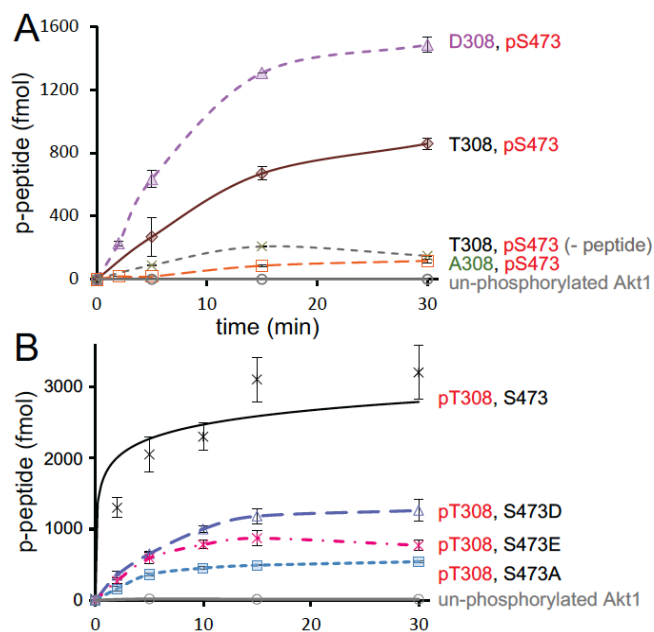 A
p-peptide (fmol)
1600
1200
800
400
0
D308, pS473
T308, pS473
T308, pS473 (- peptide)
A308, pS473
un-phosphorylated Akt1
0
10
20
30
time (min)
B
p-peptide (fmol)
3000
2000
1000
0
pT308, S473
pT308, S473D
pT308, S473E
pT308, S473A
un-phosphorylated Akt1
0
10
20
30